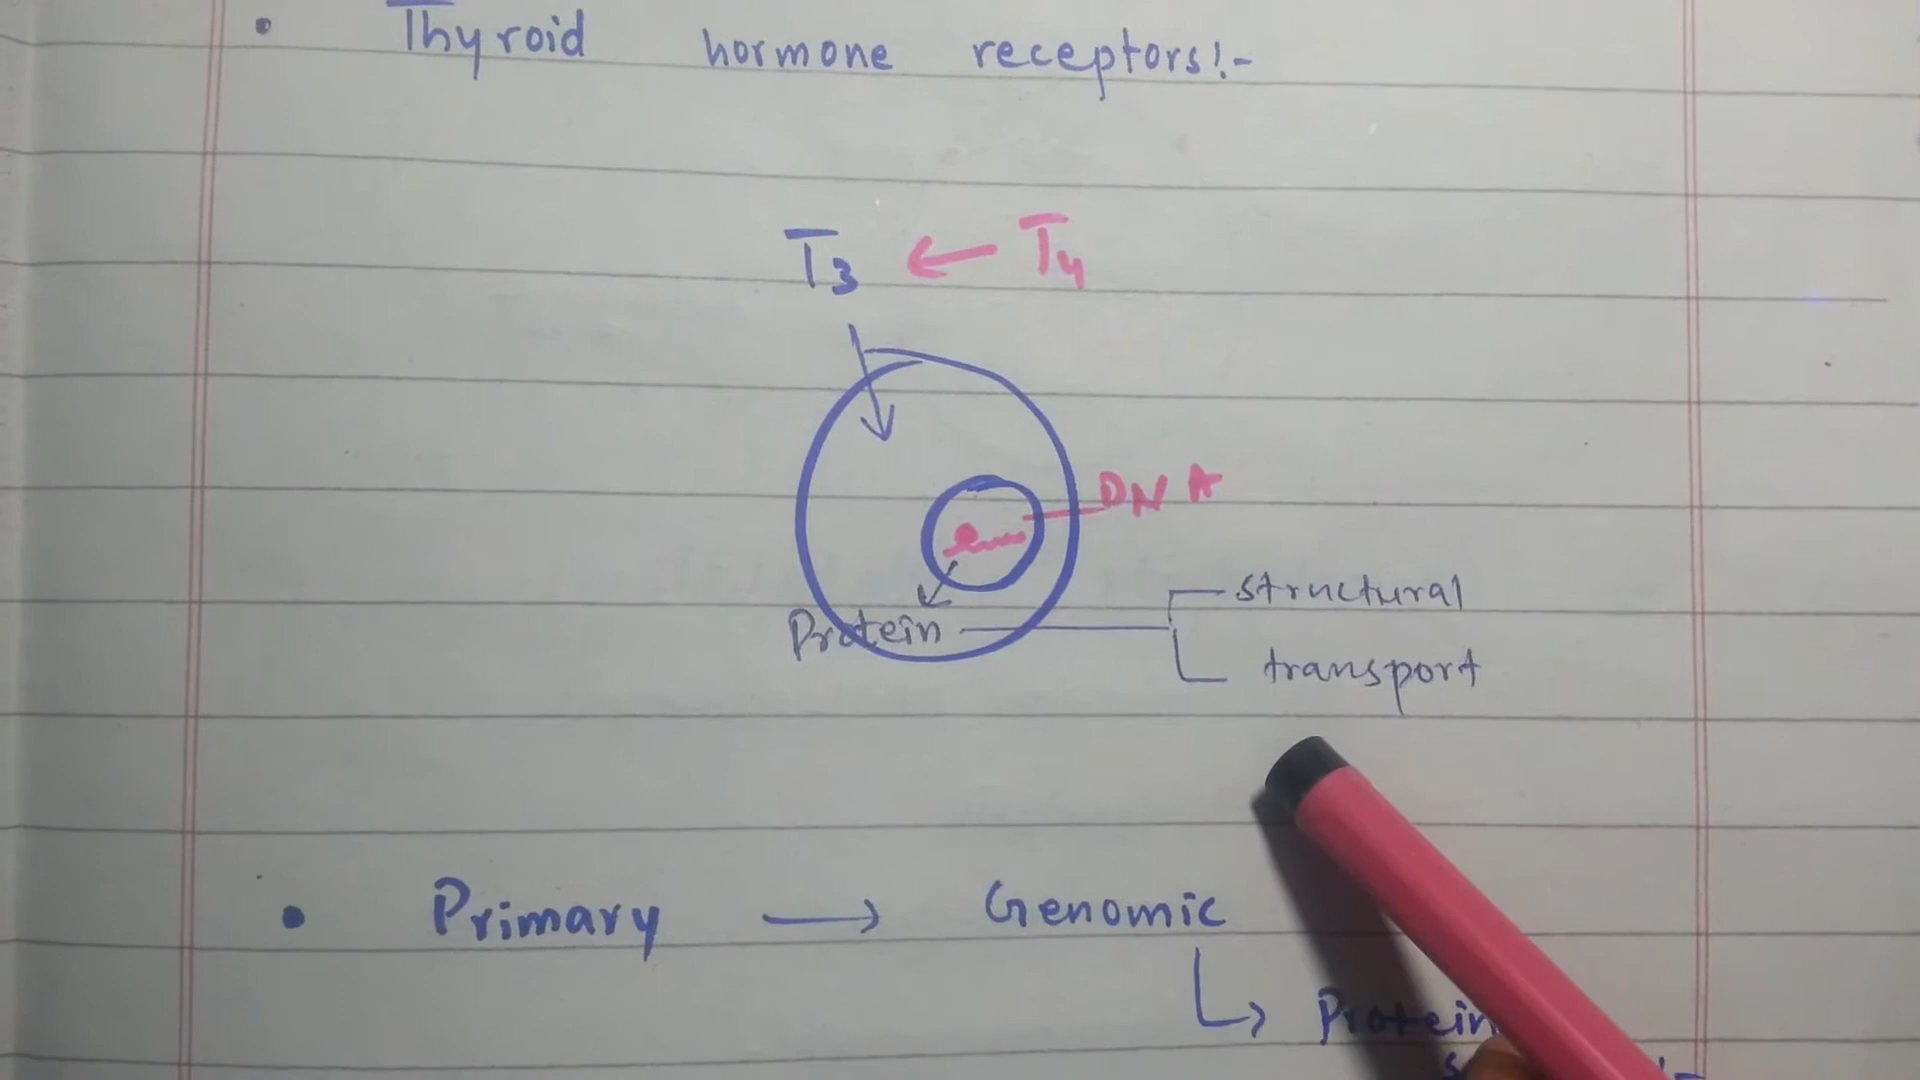 • Thyroid hormone receptors:-
T3 ← T4
DNA
structural
Protein
transport
• Primary → Genomic
Protein